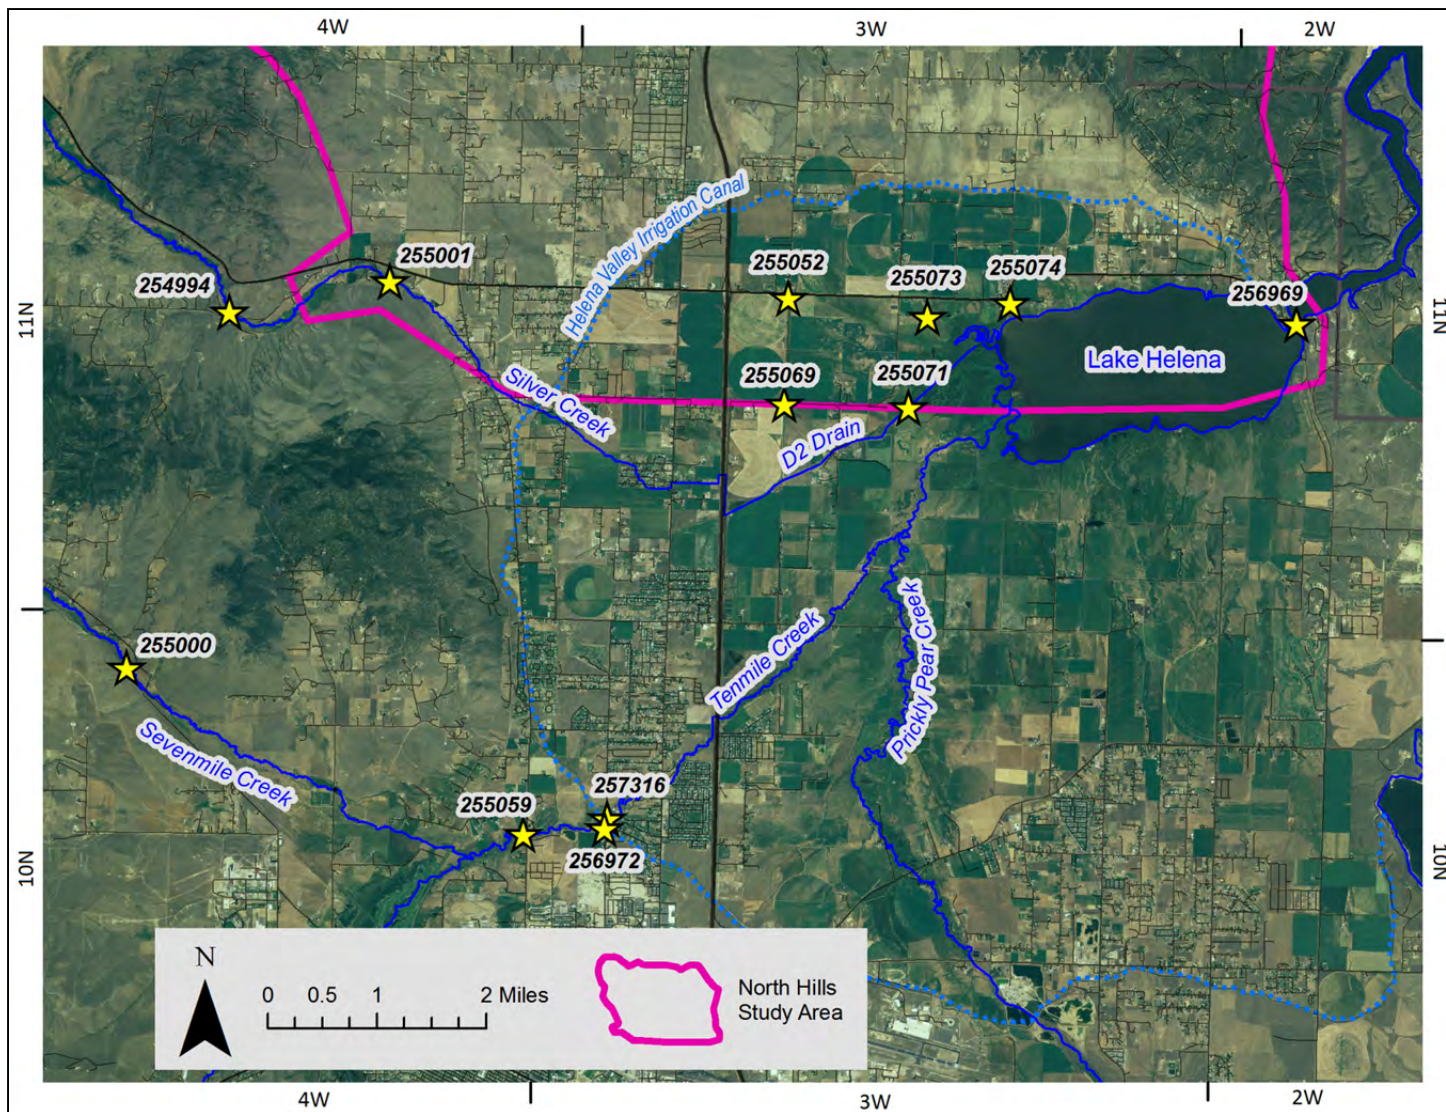 4W
3W
2W
Helena Valley Irrigation Canal
255001
254994
255052
255073
255074
256969
11N
11N
Lake Helena
255069
255071
Silver Creek
D2 Drain
255000
Tenmile Creek
Prickly Pear Creek
Sevenmile Creek
257316
255059
256972
10N
10N
N
0 0.5 1 2 Miles
North Hills
Study Area
4W
3W
2W